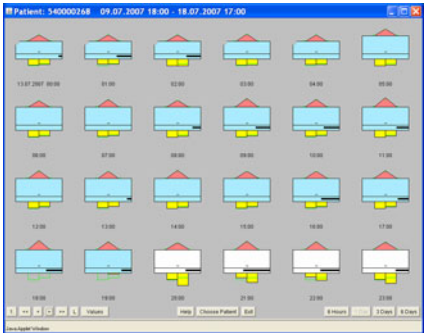 Patient: 540000268 09.07.2007 18:00 - 18.07.2007 17:00
13.07.2007 00:00 01:00 02:00 03:00 04:00 05:00
06:00 07:00 08:00 09:00 10:00 11:00
12:00 13:00 14:00 15:00 16:00 17:00
18:00 19:00 20:00 21:00 22:00 23:00
L Values Help Choose Patient Exit 8 Hours 3 Days 6 Days
Java Applet Window